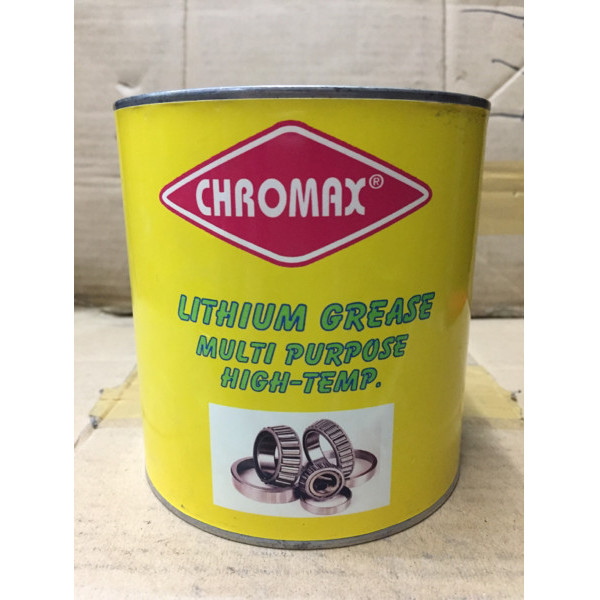 CHROMAX®
LITHIUM GREASE
MULTI PURPOSE
HIGH-TEMP.